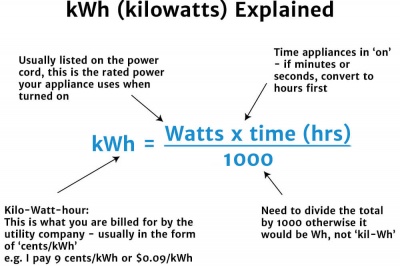 kWh (kilowatts) Explained
Usually listed on the power
cord, this is the rated power
your appliance uses when
turned on
Time appliances in ‘on’
- if minutes or
seconds, convert to
hours first
kWh = Watts x time (hrs)
1000
Kilo-Watt-hour:
This is what you are billed for by the
utility company - usually in the form
of ‘cents/kWh’
e.g. I pay 9 cents/kWh or $0.09/kWh
Need to divide the total
by 1000 otherwise it
would be Wh, not ‘kil-Wh’